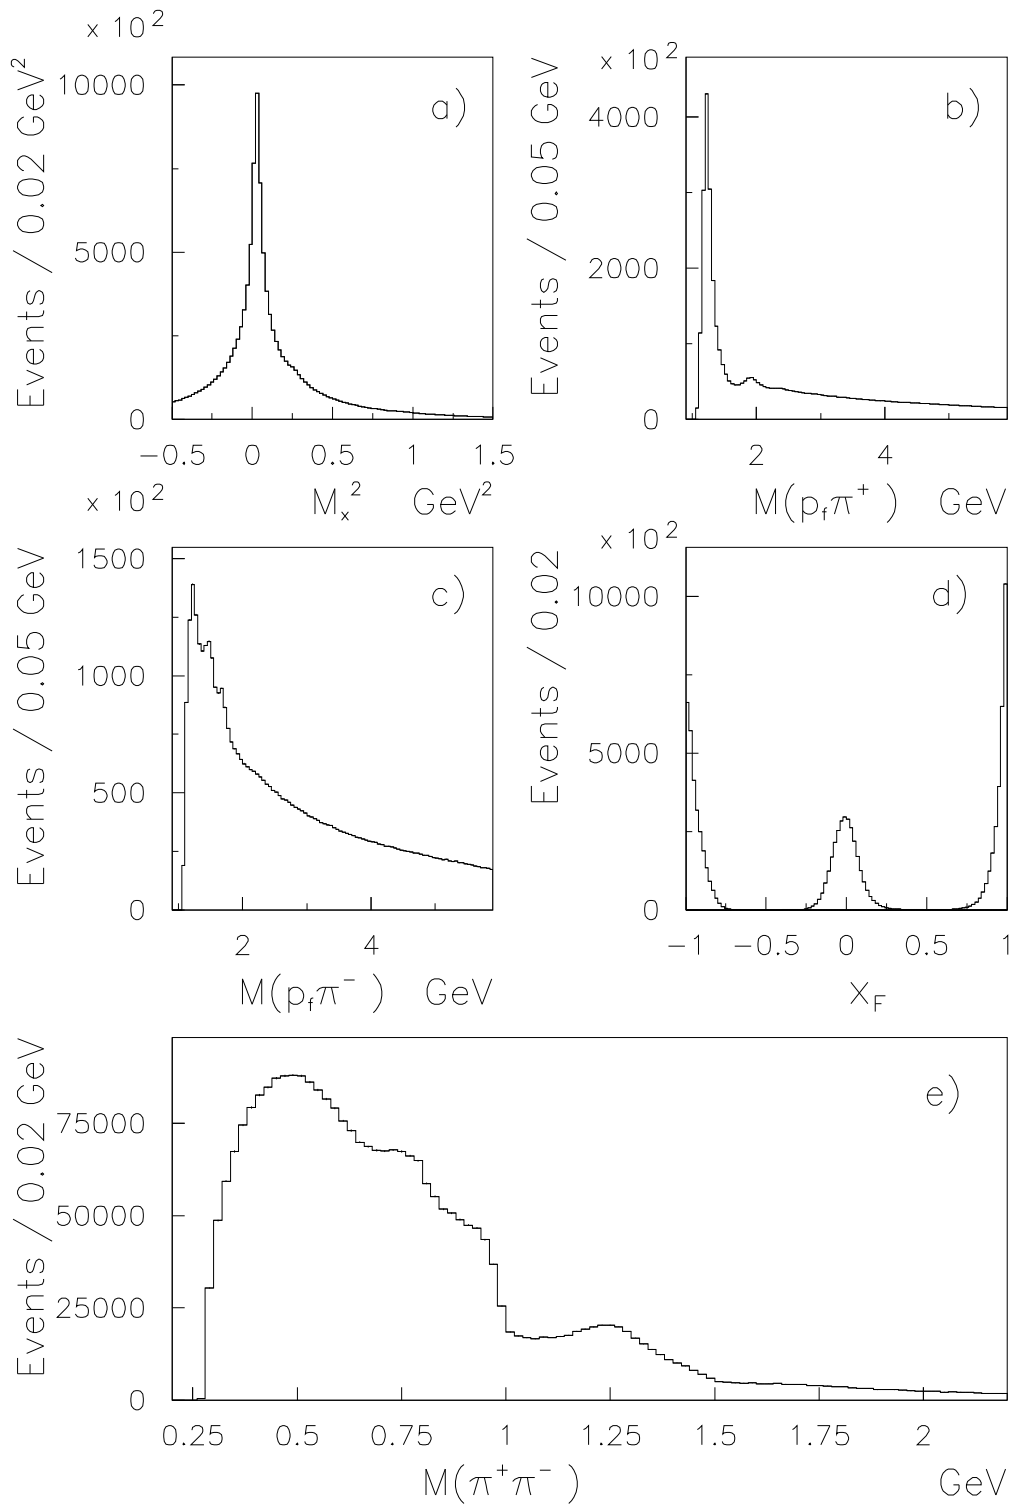 x 10²
Events / 0.02 GeV²
10000
5000
0
a)
−0.5 0 0.5 1 1.5
Mₓ² GeV²
x 10²
Events / 0.05 GeV
4000
2000
0
b)
2 4
M(p_fπ⁺) GeV
x 10²
Events / 0.05 GeV
1500
1000
500
0
c)
2 4
M(p_fπ⁻) GeV
x 10²
Events / 0.02
10000
5000
0
d)
−1 −0.5 0 0.5 1
x_F
Events / 0.02 GeV
75000
50000
25000
0
e)
0.25 0.5 0.75 1 1.25 1.5 1.75 2
M(π⁺π⁻) GeV